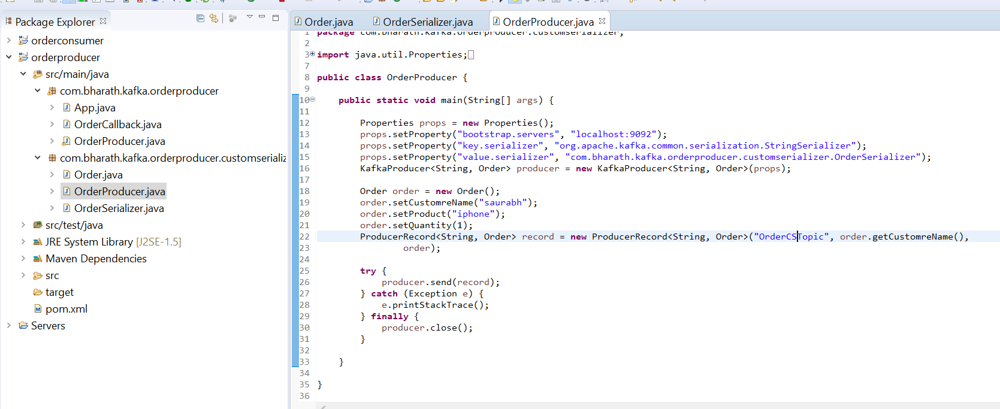 Package Explorer
orderconsumer
orderproducer
src/main/java
com.bharath.kafka.orderproducer
App.java
OrderCallback.java
OrderProducer.java
com.bharath.kafka.orderproducer.customserializ
Order.java
OrderProducer.java
OrderSerializer.java
src/test/java
JRE System Library [J2SE-1.5]
Maven Dependencies
src
target
pom.xml
Servers
Order.java OrderSerializer.java OrderProducer.java
1 package com.bharath.kafka.orderproducer.customserializer;
2
3 import java.util.Properties;
7
8 public class OrderProducer {
9
10 public static void main(String[] args) {
11
12 Properties props = new Properties();
13 props.setProperty("bootstrap.servers", "localhost:9092");
14 props.setProperty("key.serializer", "org.apache.kafka.common.serialization.StringSerializer");
15 props.setProperty("value.serializer", "com.bharath.kafka.orderproducer.customserializer.OrderSerializer");
16 KafkaProducer<String, Order> producer = new KafkaProducer<String, Order>(props);
17
18 Order order = new Order();
19 order.setCustomreName("saurabh");
20 order.setProduct("iphone");
21 order.setQuantity(1);
22 ProducerRecord<String, Order> record = new ProducerRecord<String, Order>("OrderCSTopic", order.getCustomreName(),
23 order);
24
25 try {
26 producer.send(record);
27 } catch (Exception e) {
28 e.printStackTrace();
29 } finally {
30 producer.close();
31 }
32
33 }
34
35 }
36